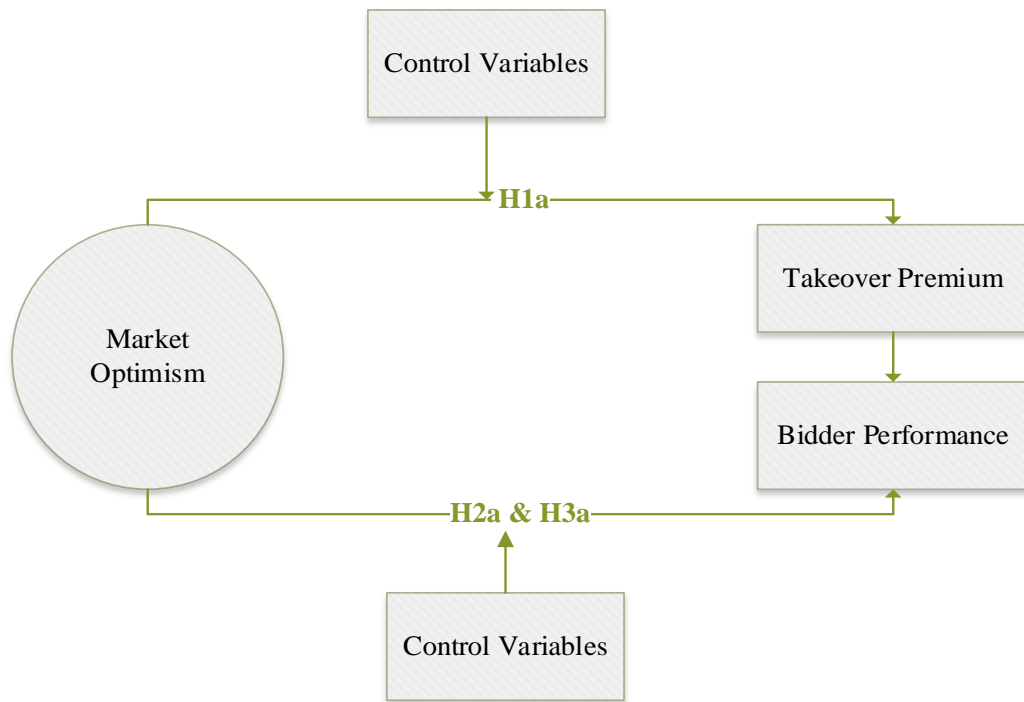 Control Variables
H1a
Takeover Premium
Market
Optimism
Bidder Performance
H2a & H3a
Control Variables